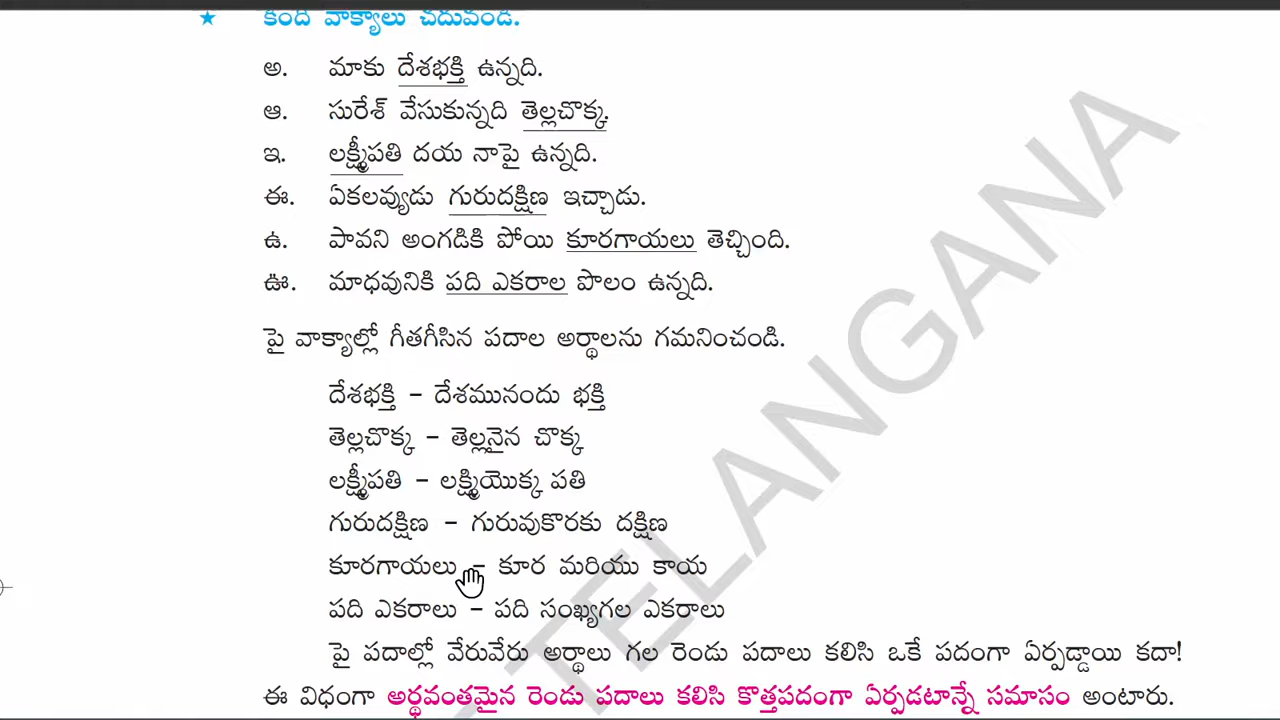 ★ కింది వాక్యాలు చదువండి.
అ. మాకు దేశభక్తి ఉన్నది.
ఆ. సురేశ్ వేసుకున్నది తెల్లచొక్క.
ఇ. లక్ష్మీపతి దయ నాపై ఉన్నది.
ఈ. ఏకలవ్యుడు గురుదక్షిణ ఇచ్చాడు.
ఉ. పావని అంగడికి పోయి కూరగాయలు తెచ్చింది.
ఊ. మాధవునికి పది ఎకరాల పొలం ఉన్నది.
పై వాక్యాల్లో గీతగీసిన పదాల అర్థాలను గమనించండి.
దేశభక్తి – దేశమునందు భక్తి
తెల్లచొక్క – తెల్లనైన చొక్క
లక్ష్మీపతి – లక్ష్మియొక్క పతి
గురుదక్షిణ – గురువుకొరకు దక్షిణ
కూరగాయలు – కూర మరియు కాయ
పది ఎకరాలు – పది సంఖ్యగల ఎకరాలు
పై పదాల్లో వేరువేరు అర్థాలు గల రెండు పదాలు కలిసి ఒకే పదంగా ఏర్పడ్డాయి కదా!
ఈ విధంగా అర్థవంతమైన రెండు పదాలు కలిసి కొత్తపదంగా ఏర్పడటాన్నే సమాసం అంటారు.
TELANGANA